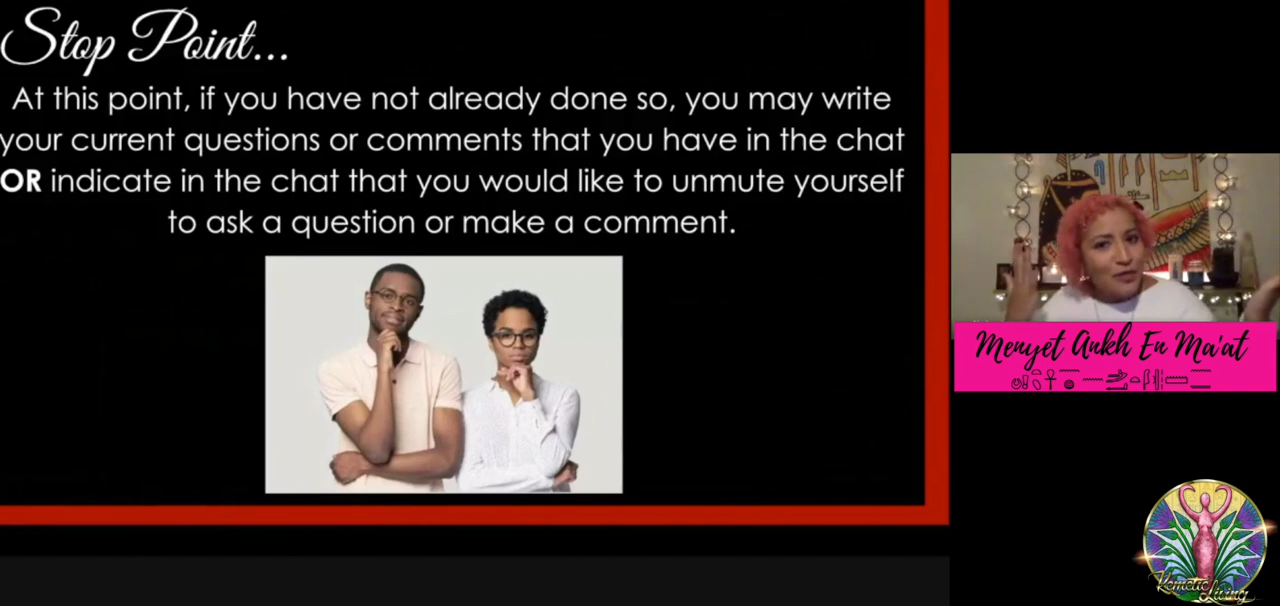 Stop Point...
At this point, if you have not already done so, you may write
your current questions or comments that you have in the chat
OR indicate in the chat that you would like to unmute yourself
to ask a question or make a comment.
Menyet Ankh En Ma'at
Kemetic Living